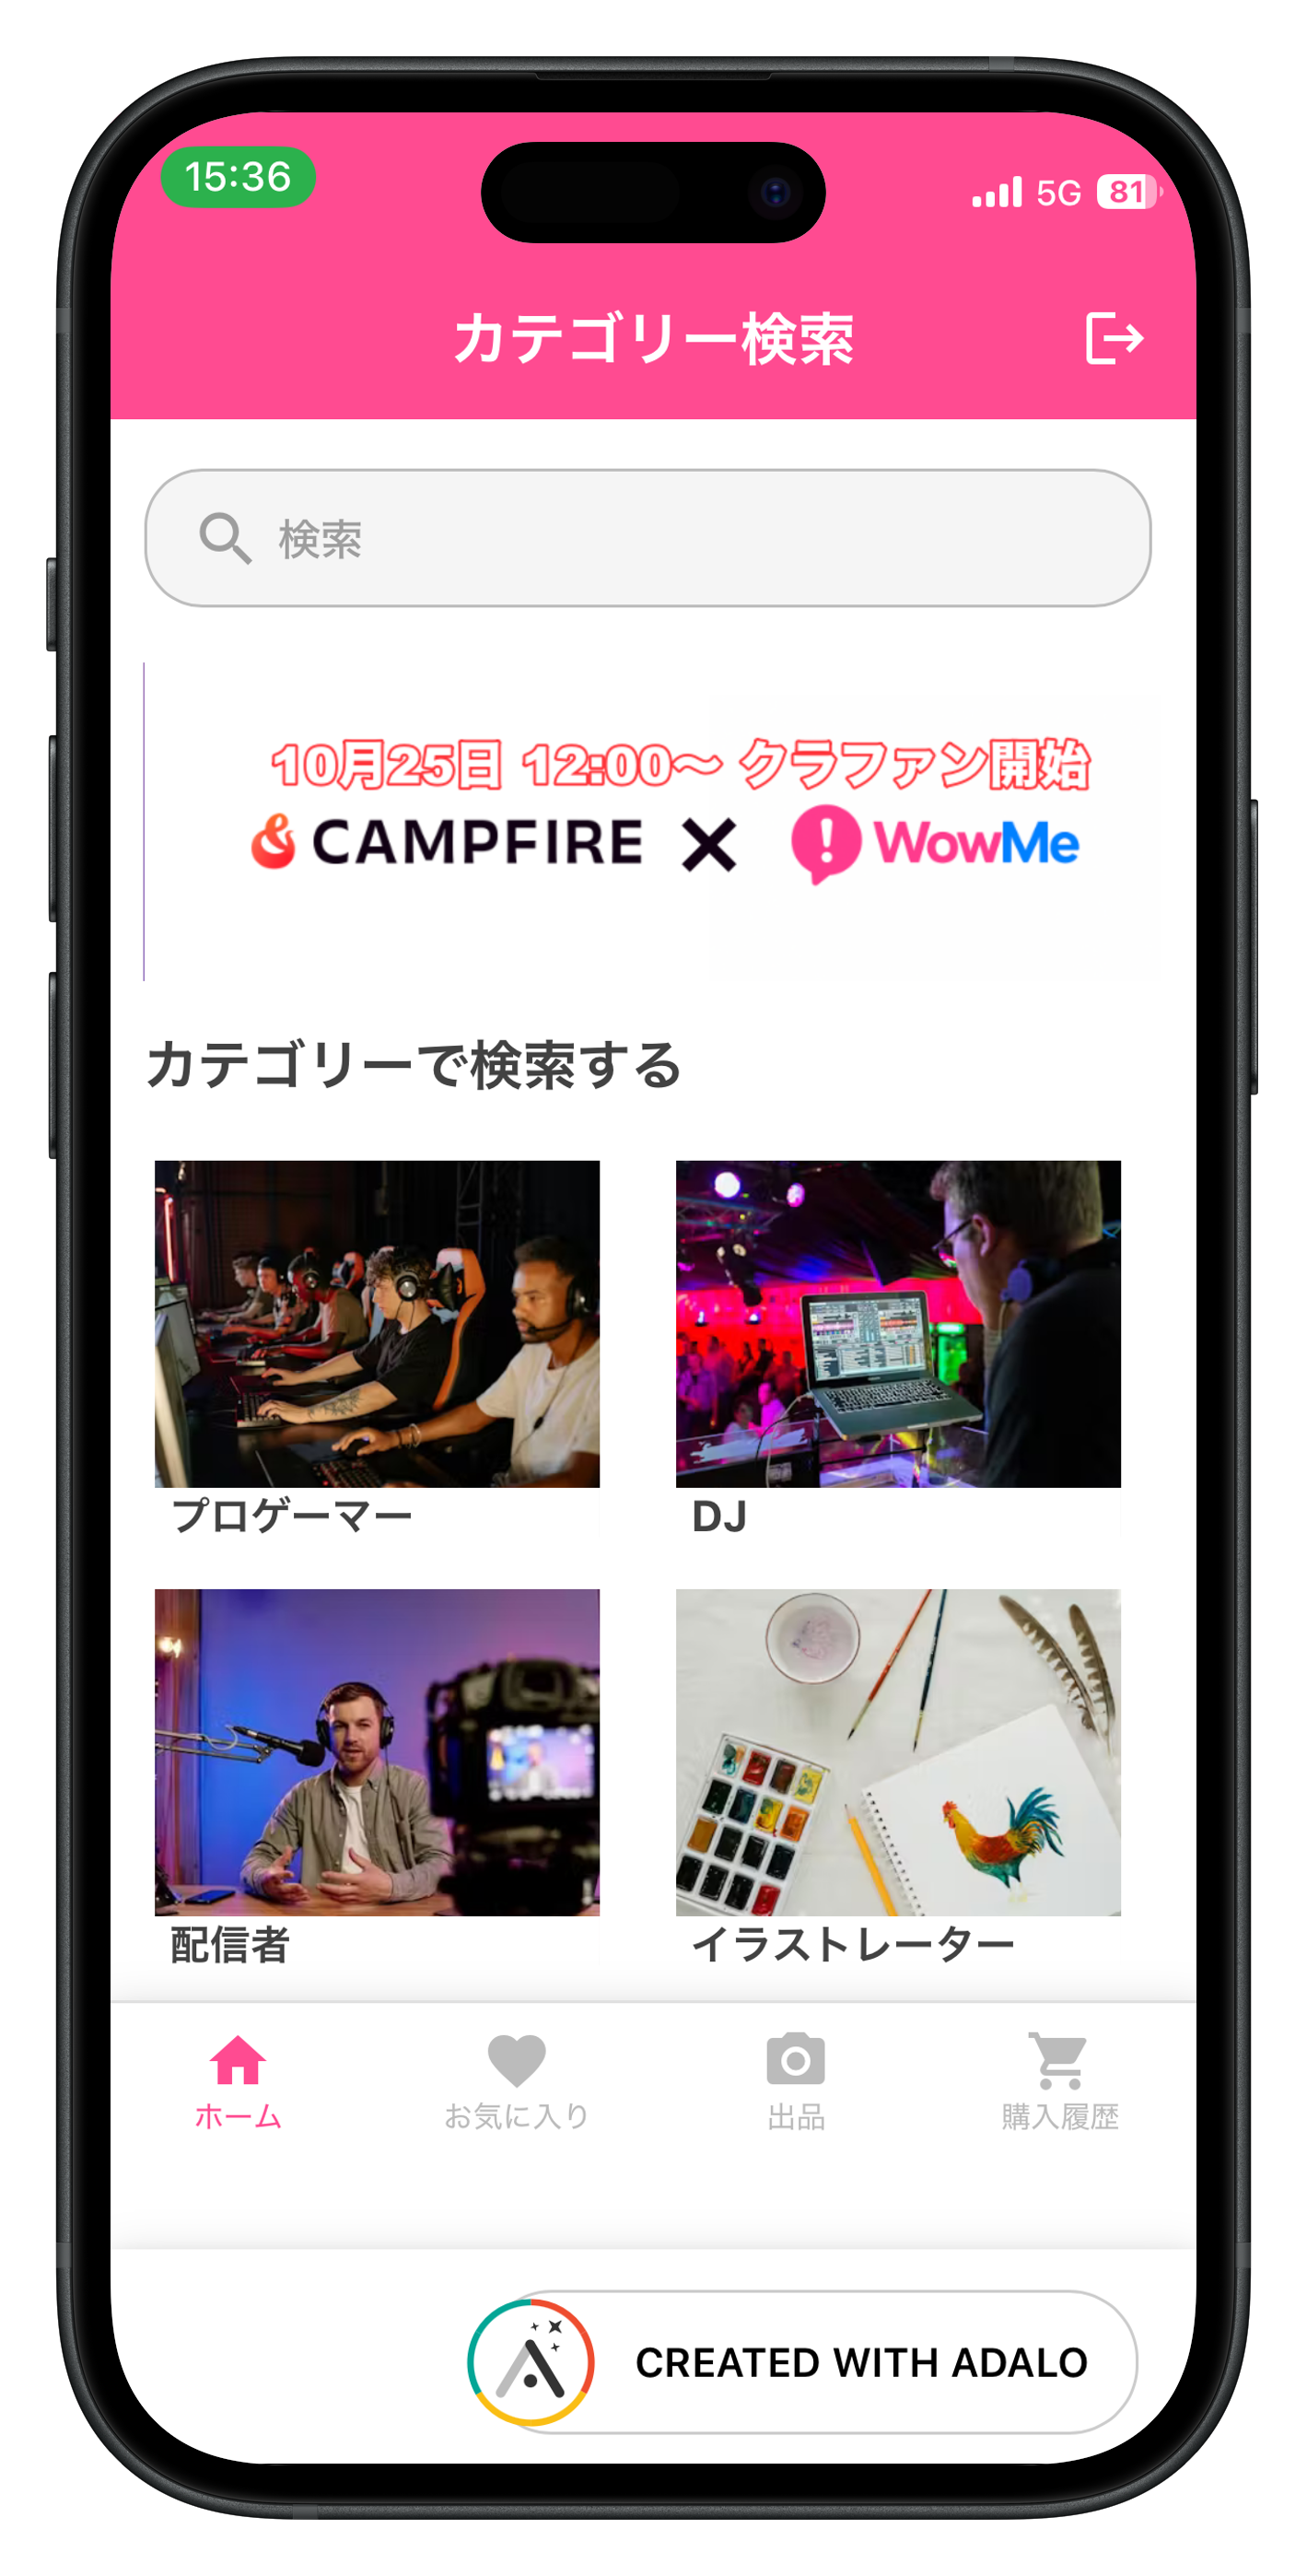 15:36
5G 81
カテゴリー検索
検索
10月25日 12:00〜 クラファン開始
CAMPFIRE × WowMe
カテゴリーで検索する
プロゲーマー
DJ
配信者
イラストレーター
ホーム
お気に入り
出品
購入履歴
CREATED WITH ADALO